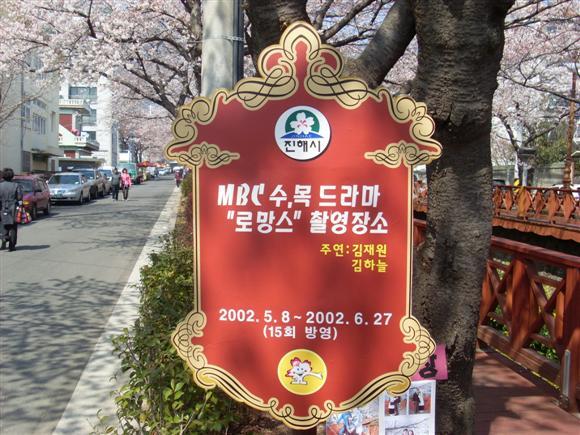 진해시
MBC 수,목 드라마
"로망스" 촬영장소
주연:김재원
김하늘
2002. 5. 8 ~ 2002. 6. 27
(15회 방영)